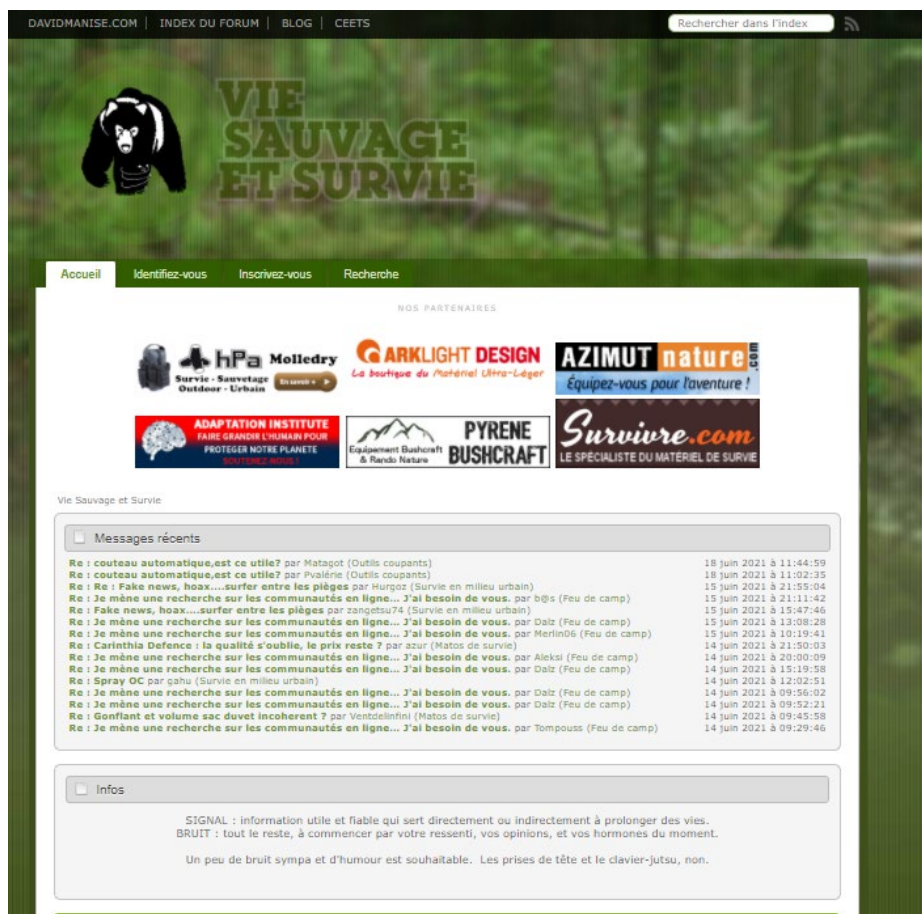 DAVIDMANISE.COM | INDEX DU FORUM | BLOG | CEETS
Rechercher dans l'index
VIE
SAUVAGE
ET SURVIE
Accueil Identifiez-vous Inscrivez-vous Recherche
NOS PARTENAIRES
hPa Molledry
Survie - Sauvetage
Outdoor - Urbain
En savoir +
ARKLIGHT DESIGN
La boutique du Matériel Ultra-Léger
AZIMUT nature.com
Équipez-vous pour l'aventure !
ADAPTATION INSTITUTE
FAIRE GRANDIR L'HUMAIN POUR
PROTEGER NOTRE PLANETE
SOUTENEZ-NOUS !
PYRENE
BUSHCRAFT
Equipement Bushcraft
& Rando Nature
Survivre.com
LE SPÉCIALISTE DU MATÉRIEL DE SURVIE
Vie Sauvage et Survie
Messages récents
Re : couteau automatique,est ce utile? par Matagot (Outils coupants) 18 juin 2021 à 11:44:59
Re : couteau automatique,est ce utile? par Pvalérie (Outils coupants) 18 juin 2021 à 11:02:35
Re : Re : Fake news, hoax....surfer entre les pièges par Hurgoz (Survie en milieu urbain) 15 juin 2021 à 21:55:04
Re : Je mène une recherche sur les communautés en ligne... J'ai besoin de vous. par b@s (Feu de camp) 15 juin 2021 à 21:11:42
Re : Fake news, hoax....surfer entre les pièges par zangetsu74 (Survie en milieu urbain) 15 juin 2021 à 15:47:46
Re : Je mène une recherche sur les communautés en ligne... J'ai besoin de vous. par Dalz (Feu de camp) 15 juin 2021 à 13:08:28
Re : Je mène une recherche sur les communautés en ligne... J'ai besoin de vous. par Merlin06 (Feu de camp) 15 juin 2021 à 10:19:41
Re : Carinthia Defence : la qualité s'oublie, le prix reste ? par azur (Matos de survie) 14 juin 2021 à 21:50:03
Re : Je mène une recherche sur les communautés en ligne... J'ai besoin de vous. par Aleksi (Feu de camp) 14 juin 2021 à 20:00:09
Re : Je mène une recherche sur les communautés en ligne... J'ai besoin de vous. par Dalz (Feu de camp) 14 juin 2021 à 15:19:58
Re : Spray OC par gahu (Survie en milieu urbain) 14 juin 2021 à 12:02:51
Re : Je mène une recherche sur les communautés en ligne... J'ai besoin de vous. par Dalz (Feu de camp) 14 juin 2021 à 09:56:02
Re : Je mène une recherche sur les communautés en ligne... J'ai besoin de vous. par Dalz (Feu de camp) 14 juin 2021 à 09:52:21
Re : Gonflant et volume sac duvet incoherent ? par Ventdelinfini (Matos de survie) 14 juin 2021 à 09:45:58
Re : Je mène une recherche sur les communautés en ligne... J'ai besoin de vous. par Tompouss (Feu de camp) 14 juin 2021 à 09:29:46
Infos
SIGNAL : information utile et fiable qui sert directement ou indirectement à prolonger des vies.
BRUIT : tout le reste, à commencer par votre ressenti, vos opinions, et vos hormones du moment.
Un peu de bruit sympa et d'humour est souhaitable. Les prises de tête et le clavier-jutsu, non.